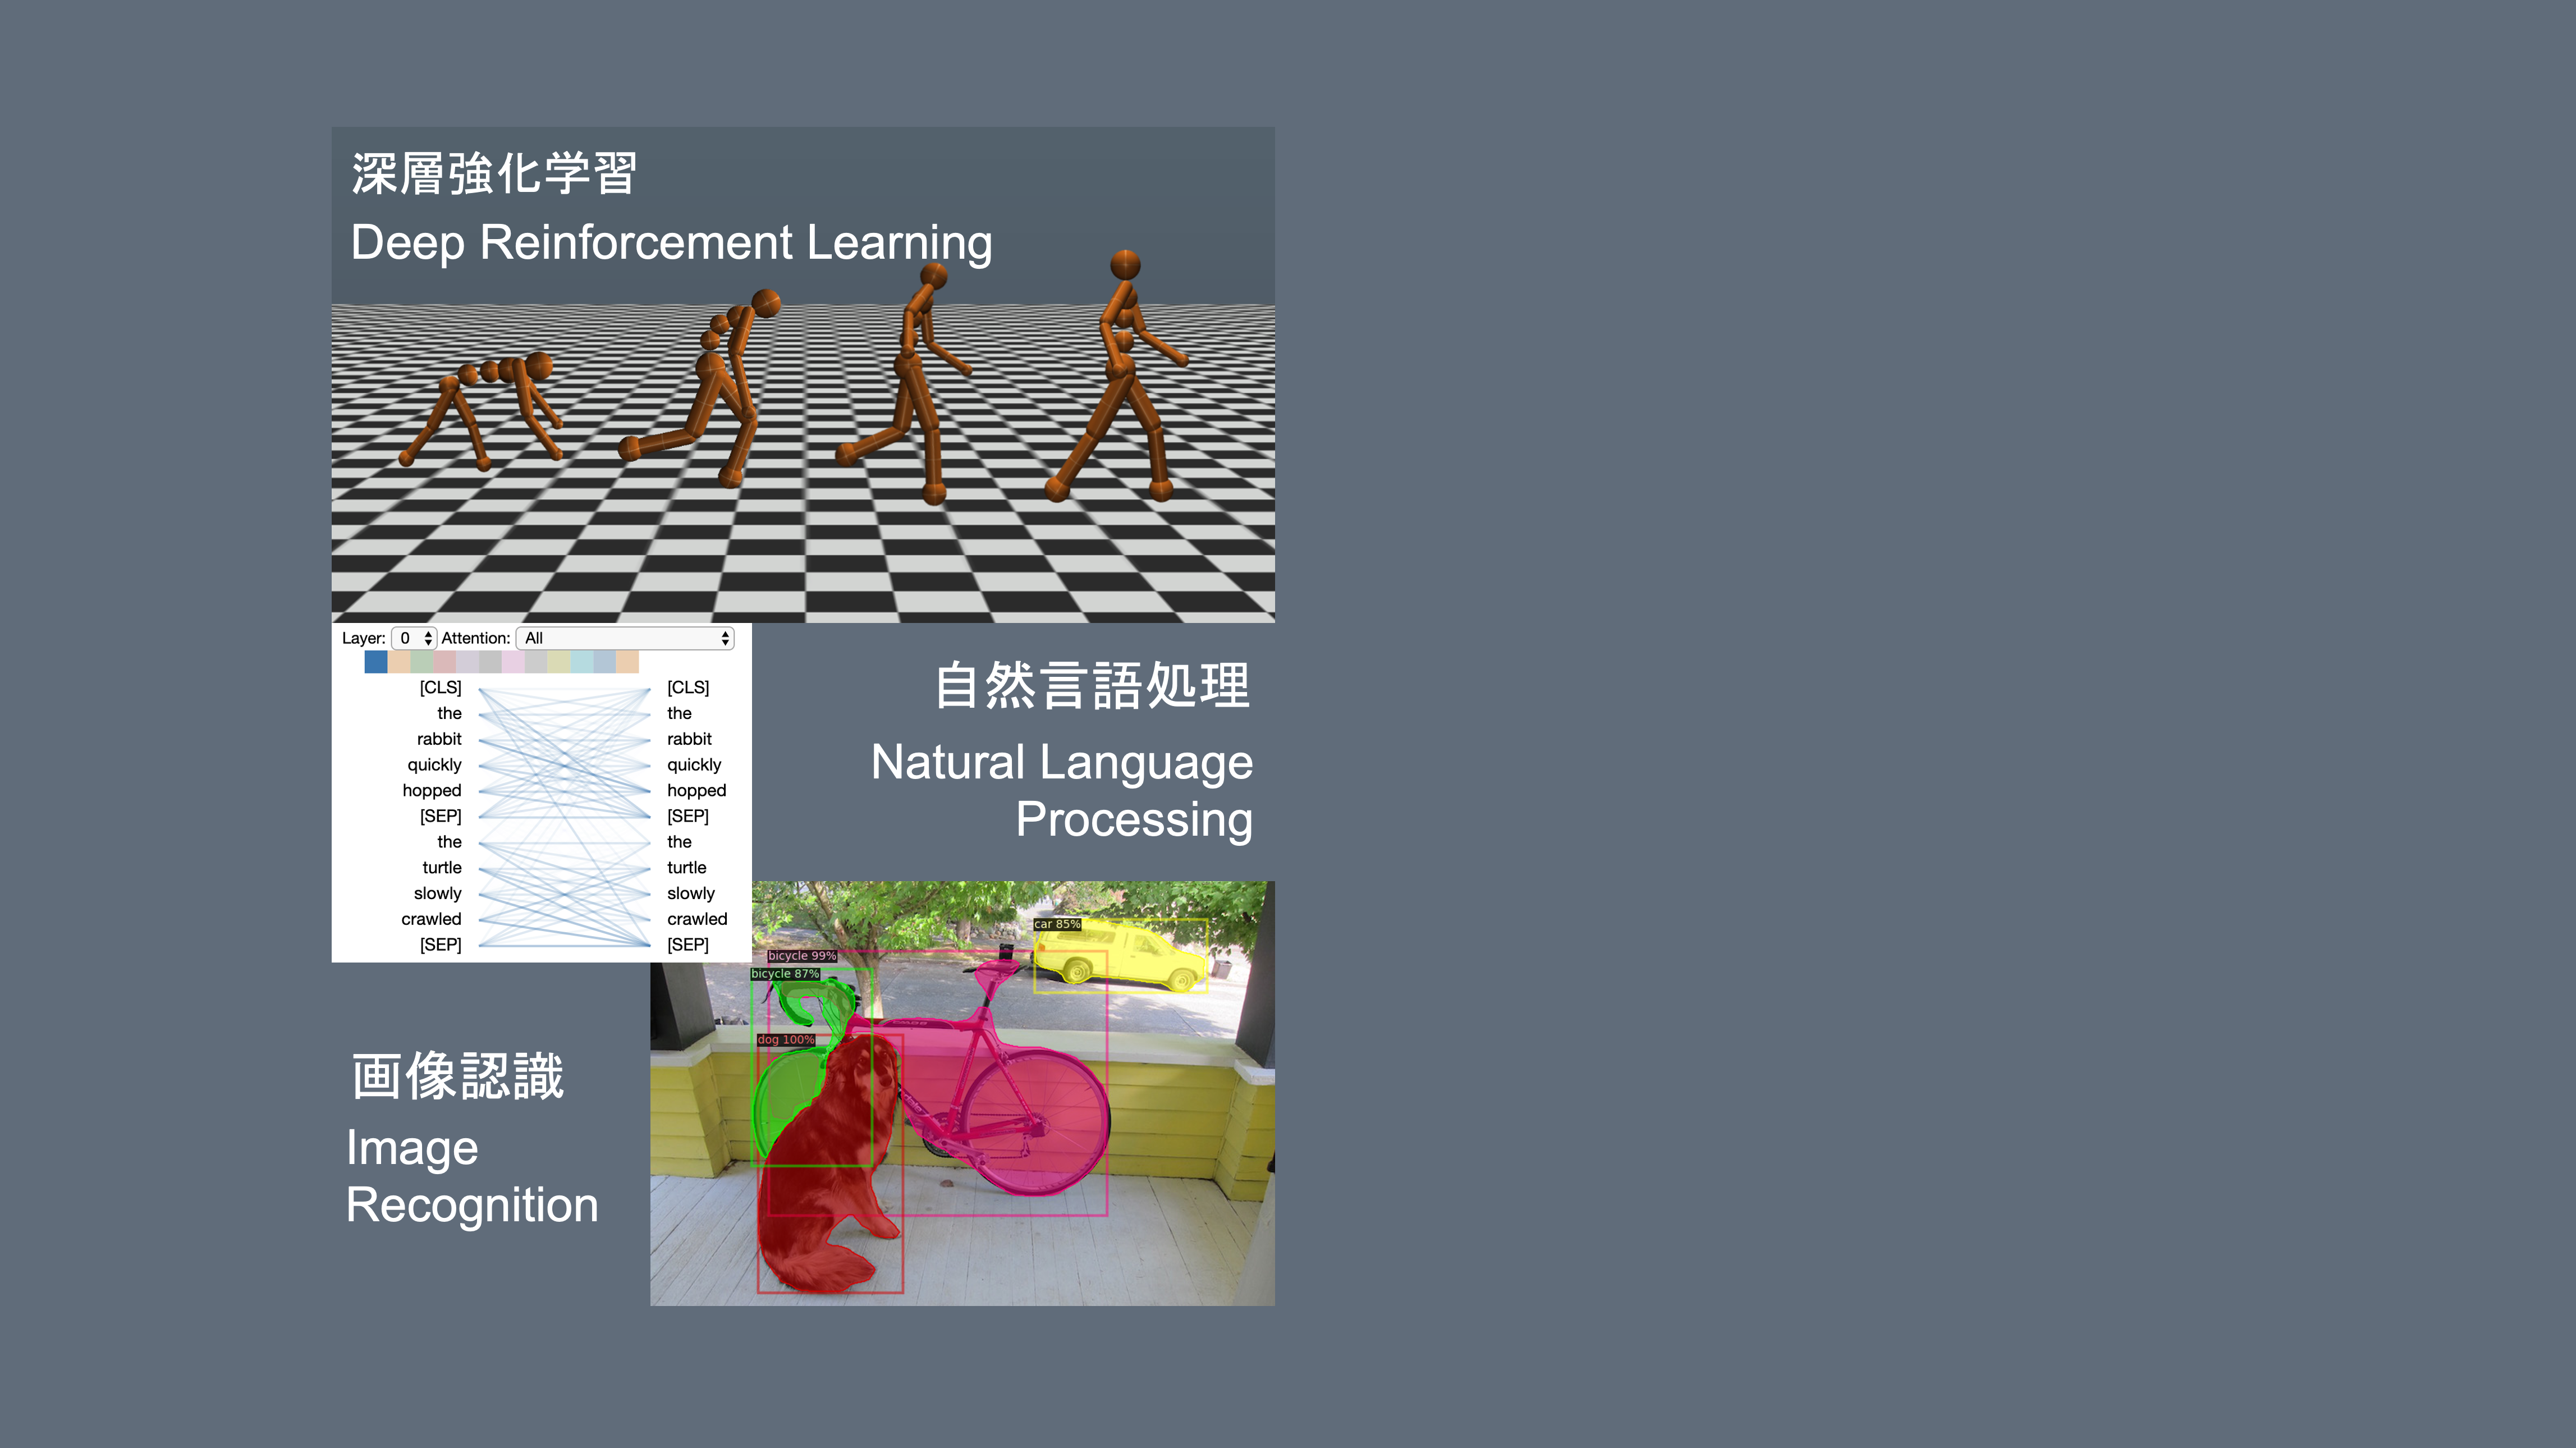 深層強化学習
Deep Reinforcement Learning
Layer: 0 Attention: All
[CLS] [CLS]
the the
rabbit rabbit
quickly quickly
hopped hopped
[SEP] [SEP]
the the
turtle turtle
slowly slowly
crawled crawled
[SEP] [SEP]
自然言語処理
Natural Language
Processing
car 85%
bicycle 99%
bicycle 87%
dog 100%
画像認識
Image
Recognition